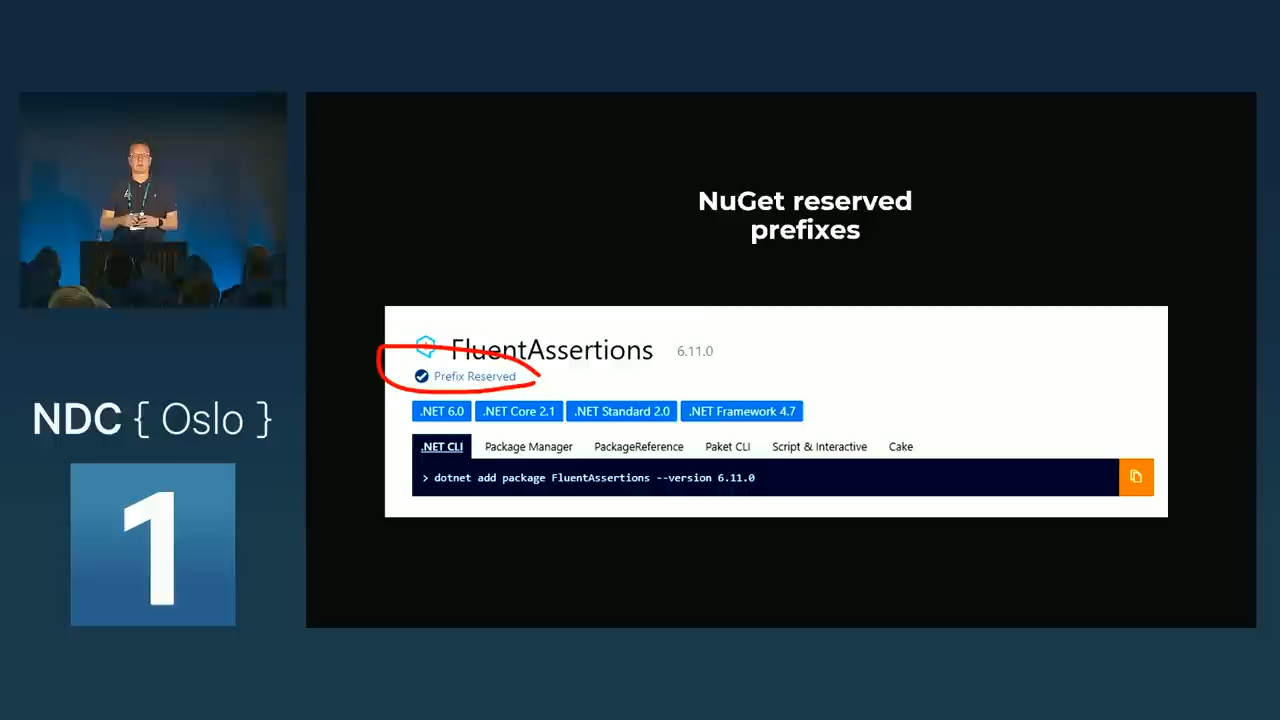 NuGet reserved
prefixes
FluentAssertions 6.11.0
Prefix Reserved
.NET 6.0 .NET Core 2.1 .NET Standard 2.0 .NET Framework 4.7
.NET CLI Package Manager PackageReference Paket CLI Script & Interactive Cake
> dotnet add package FluentAssertions --version 6.11.0
NDC { Oslo }
1